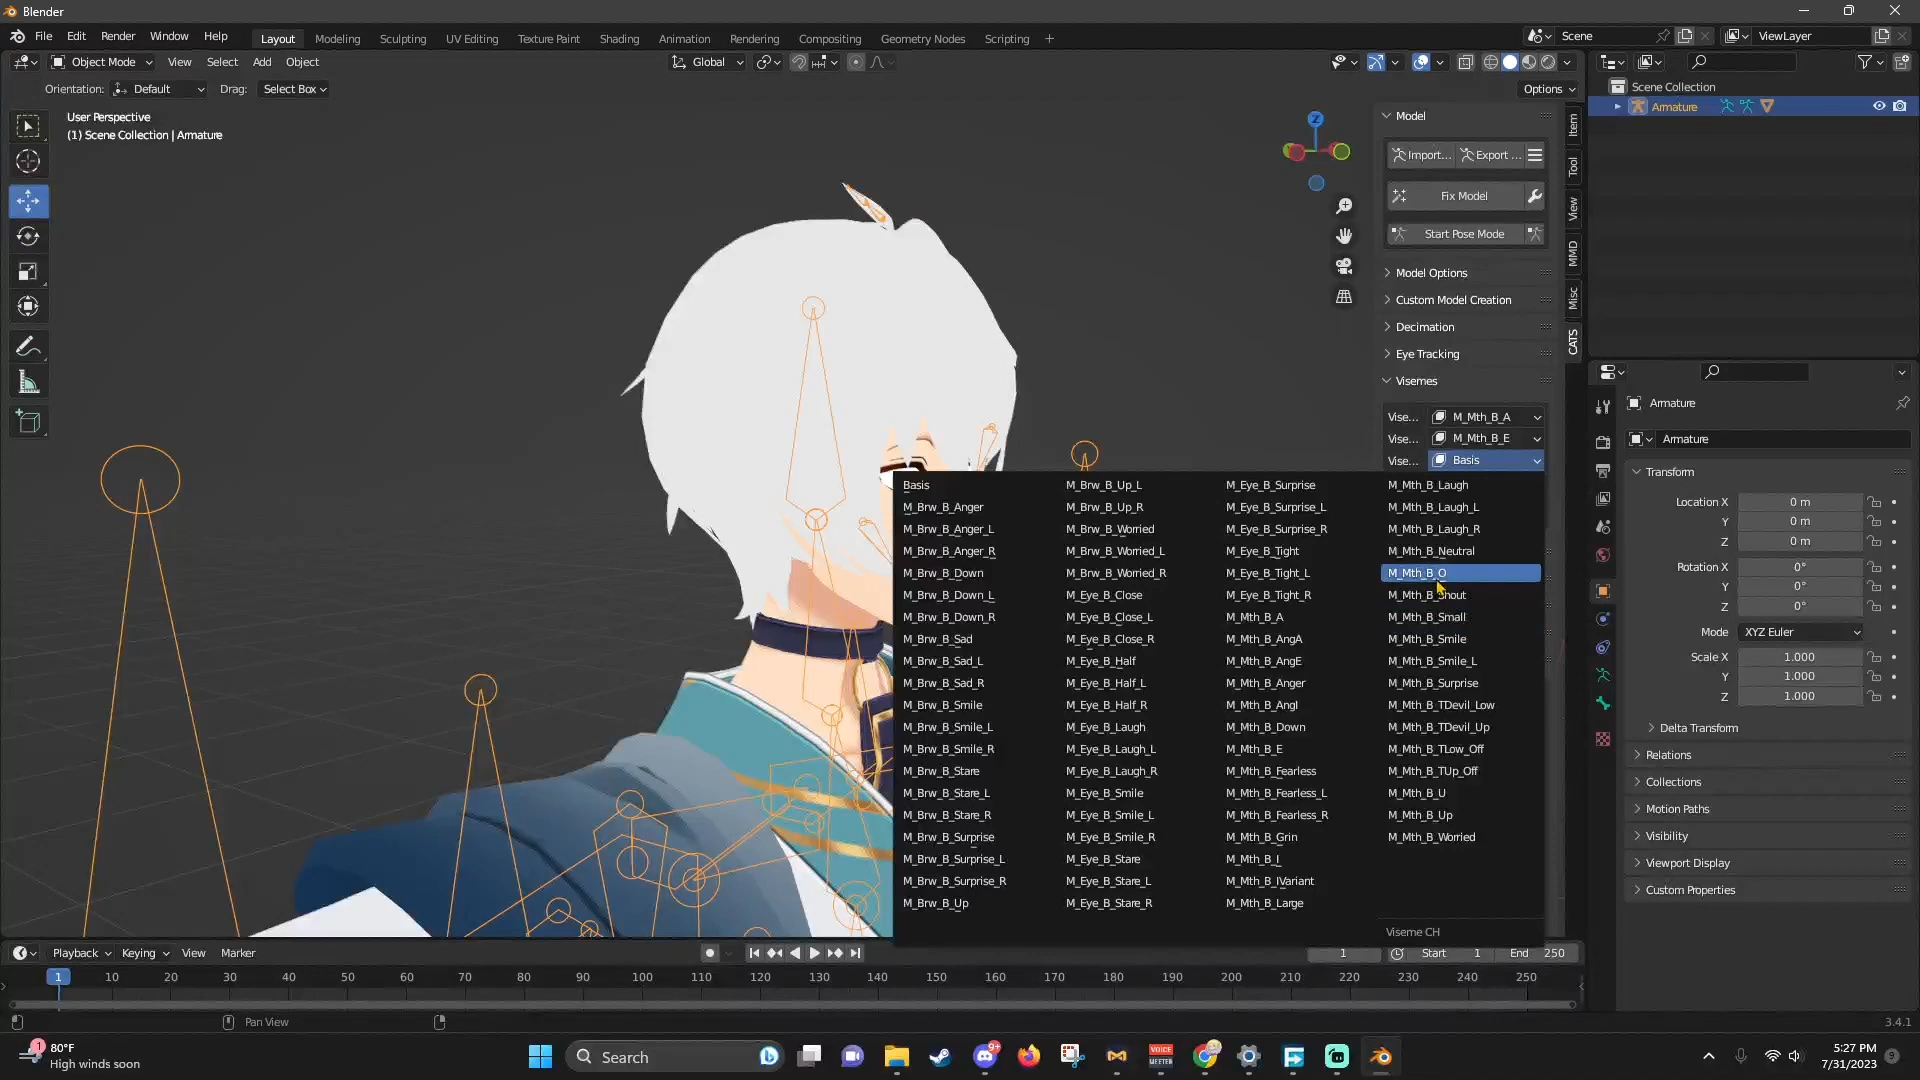 Blender
File Edit Render Window Help
Layout Modeling Sculpting UV Editing Texture Paint Shading Animation Rendering Compositing Geometry Nodes Scripting +
Scene
ViewLayer
Object Mode View Select Add Object
Global
Orientation: Default Drag: Select Box
Options
User Perspective
(1) Scene Collection | Armature
Z
Model
Import...
Export ...
Fix Model
Start Pose Mode
Model Options
Custom Model Creation
Decimation
Eye Tracking
Visemes
Vise... M_Mth_B_A
Vise... M_Mth_B_E
Vise... Basis
Item
Tool
View
MMD
Misc
CATS
Basis
M_Brw_B_Anger
M_Brw_B_Anger_L
M_Brw_B_Anger_R
M_Brw_B_Down
M_Brw_B_Down_L
M_Brw_B_Down_R
M_Brw_B_Sad
M_Brw_B_Sad_L
M_Brw_B_Sad_R
M_Brw_B_Smile
M_Brw_B_Smile_L
M_Brw_B_Smile_R
M_Brw_B_Stare
M_Brw_B_Stare_L
M_Brw_B_Stare_R
M_Brw_B_Surprise
M_Brw_B_Surprise_L
M_Brw_B_Surprise_R
M_Brw_B_Up
M_Brw_B_Up_L
M_Brw_B_Up_R
M_Brw_B_Worried
M_Brw_B_Worried_L
M_Brw_B_Worried_R
M_Eye_B_Close
M_Eye_B_Close_L
M_Eye_B_Close_R
M_Eye_B_Half
M_Eye_B_Half_L
M_Eye_B_Half_R
M_Eye_B_Laugh
M_Eye_B_Laugh_L
M_Eye_B_Laugh_R
M_Eye_B_Smile
M_Eye_B_Smile_L
M_Eye_B_Smile_R
M_Eye_B_Stare
M_Eye_B_Stare_L
M_Eye_B_Stare_R
M_Eye_B_Surprise
M_Eye_B_Surprise_L
M_Eye_B_Surprise_R
M_Eye_B_Tight
M_Eye_B_Tight_L
M_Eye_B_Tight_R
M_Mth_B_A
M_Mth_B_AngA
M_Mth_B_AngE
M_Mth_B_Anger
M_Mth_B_AngI
M_Mth_B_Down
M_Mth_B_E
M_Mth_B_Fearless
M_Mth_B_Fearless_L
M_Mth_B_Fearless_R
M_Mth_B_Grin
M_Mth_B_I
M_Mth_B_IVariant
M_Mth_B_Large
M_Mth_B_Laugh
M_Mth_B_Laugh_L
M_Mth_B_Laugh_R
M_Mth_B_Neutral
M_Mth_B_O
M_Mth_B_Shout
M_Mth_B_Small
M_Mth_B_Smile
M_Mth_B_Smile_L
M_Mth_B_Surprise
M_Mth_B_TDevil_Low
M_Mth_B_TDevil_Up
M_Mth_B_TLow_Off
M_Mth_B_TUp_Off
M_Mth_B_U
M_Mth_B_Up
M_Mth_B_Worried
Viseme CH
Scene Collection
Armature
Armature
Armature
Transform
Location X 0 m
Y 0 m
Z 0 m
Rotation X 0°
Y 0°
Z 0°
Mode XYZ Euler
Scale X 1.000
Y 1.000
Z 1.000
Delta Transform
Relations
Collections
Motion Paths
Visibility
Viewport Display
Custom Properties
Playback Keying View Marker
1 Start 1 End 250
1 10 20 30 40 50 60 70 80 90 100 110 120 130 140 150 160 170 180 190 200 210 220 230 240 250
Pan View
3.4.1
1
80°F
High winds soon
Search
9+
VOICE
MEETER
5:27 PM
7/31/2023
9